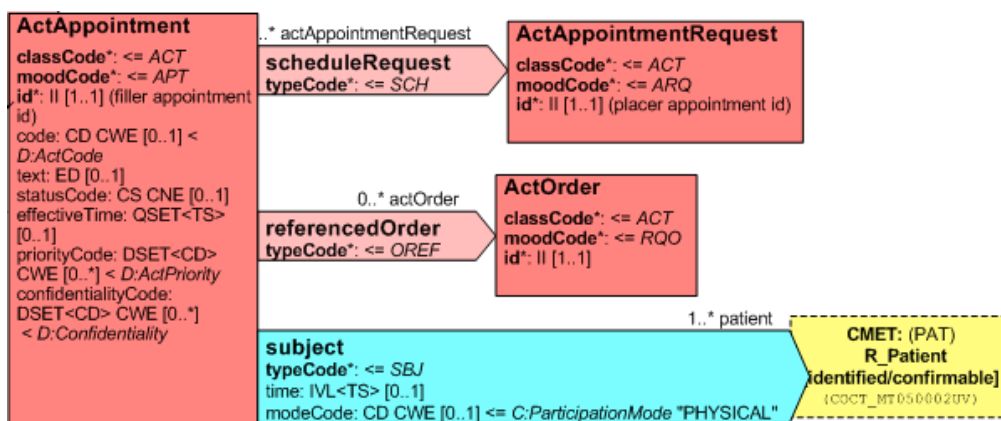 ActAppointment
classCode*: <= ACT
moodCode*: <= APT
id*: II [1..1] (filler appointment
id)
code: CD CWE [0..1] <
D:ActCode
text: ED [0..1]
statusCode: CS CNE [0..1]
effectiveTime: QSET<TS>
[0..1]
priorityCode: DSET<CD>
CWE [0..*] < D:ActPriority
confidentialityCode:
DSET<CD> CWE [0..*]
< D:Confidentiality
..* actAppointmentRequest
scheduleRequest
typeCode*: <= SCH
ActAppointmentRequest
classCode*: <= ACT
moodCode*: <= ARQ
id*: II [1..1] (placer appointment id)
0..* actOrder
referencedOrder
typeCode*: <= OREF
ActOrder
classCode*: <= ACT
moodCode*: <= RQO
id*: II [1..1]
1..* patient
subject
typeCode*: <= SBJ
time: IVL<TS> [0..1]
modeCode: CD CWE [0..1] <= C:ParticipationMode "PHYSICAL"
CMET: (PAT)
R_Patient
identified/confirmable]
(COCT_MT050002UV)